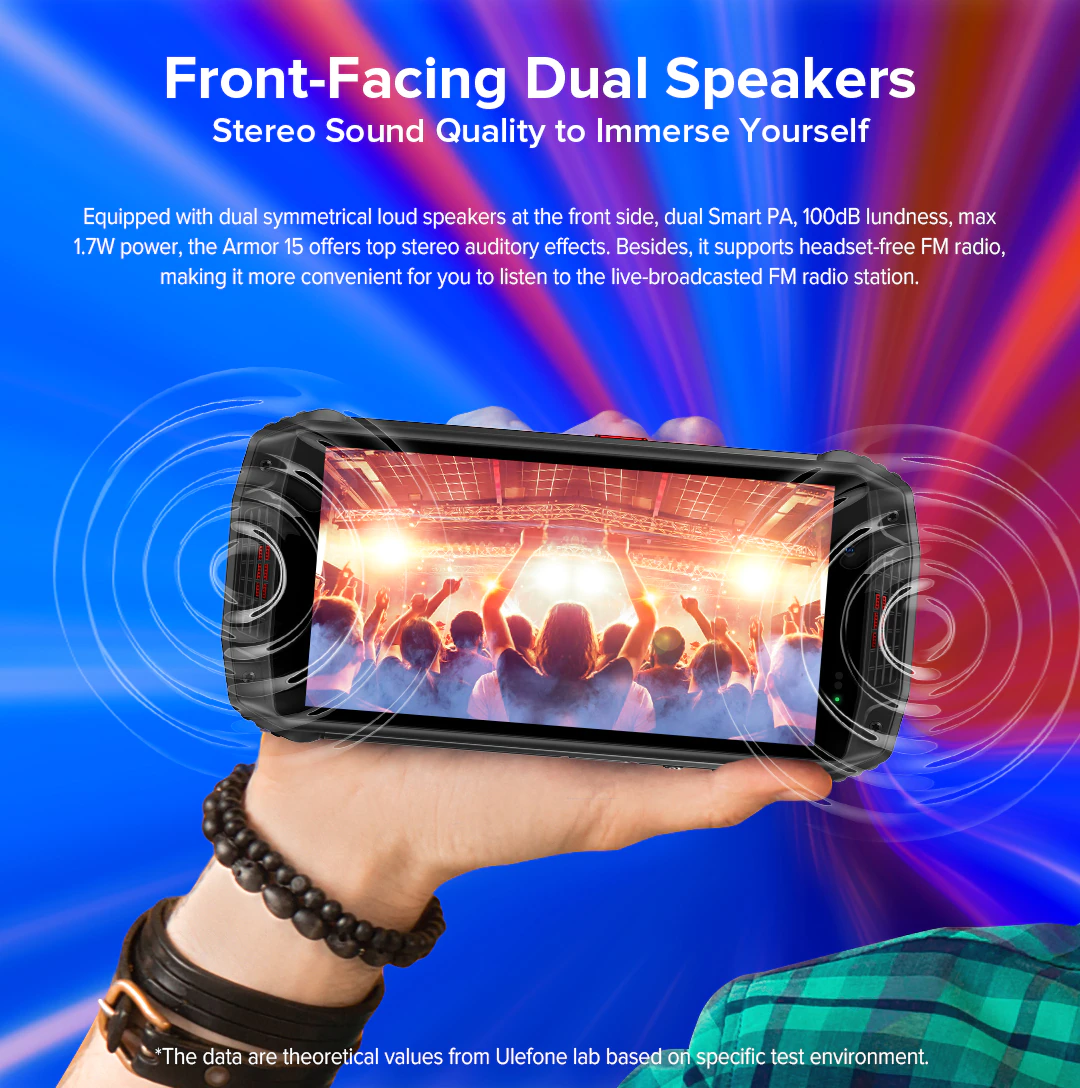 Front-Facing Dual Speakers
Stereo Sound Quality to Immerse Yourself
Equipped with dual symmetrical loud speakers at the front side, dual Smart PA, 100dB lundness, max
1.7W power, the Armor 15 offers top stereo auditory effects. Besides, it supports headset-free FM radio,
making it more convenient for you to listen to the live-broadcasted FM radio station.
*The data are theoretical values from Ulefone lab based on specific test environment.